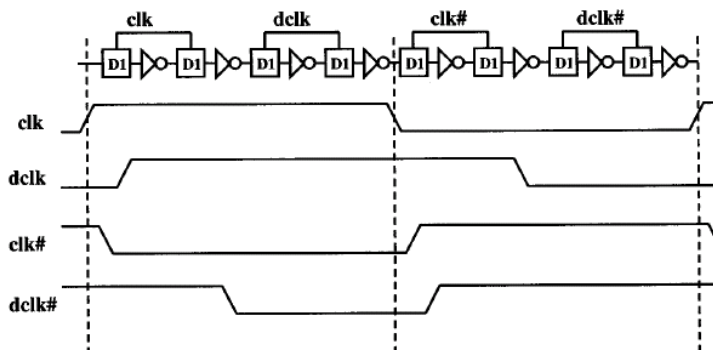 clk dclk clk# dclk#
D1 D1 D1 D1 D1 D1 D1 D1
clk
dclk
clk#
dclk#